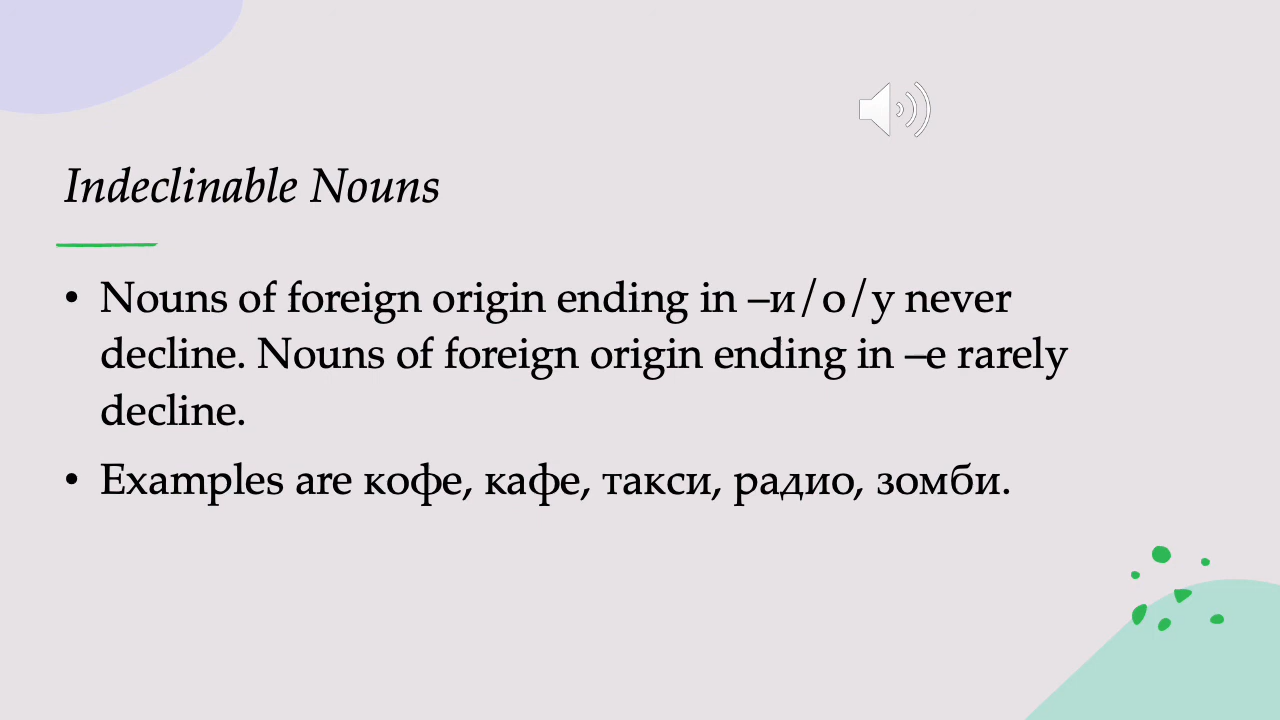 Indeclinable Nouns
• Nouns of foreign origin ending in –и/о/у never
decline. Nouns of foreign origin ending in –е rarely
decline.
• Examples are кофе, кафе, такси, радио, зомби.